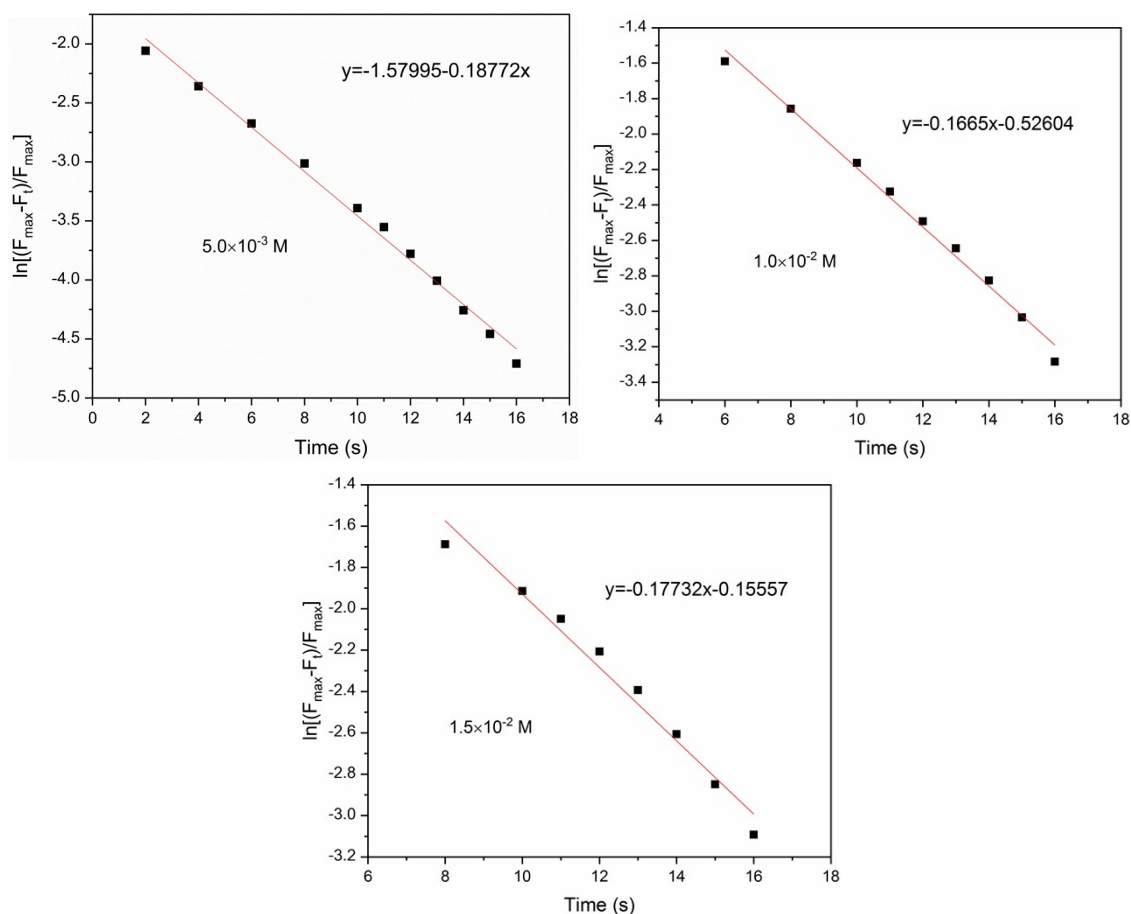 -2.0
-2.5
-3.0
-3.5
-4.0
-4.5
-5.0
ln[(Fmax-Ft)/Fmax]
y=-1.57995-0.18772x
5.0×10-3 M
0 2 4 6 8 10 12 14 16 18
Time (s)
-1.4
-1.6
-1.8
-2.0
-2.2
-2.4
-2.6
-2.8
-3.0
-3.2
-3.4
ln[(Fmax-Ft)/Fmax]
y=-0.1665x-0.52604
1.0×10-2 M
4 6 8 10 12 14 16 18
Time (s)
-1.4
-1.6
-1.8
-2.0
-2.2
-2.4
-2.6
-2.8
-3.0
-3.2
ln[(Fmax-Ft)/Fmax]
y=-0.17732x-0.15557
1.5×10-2 M
6 8 10 12 14 16 18
Time (s)